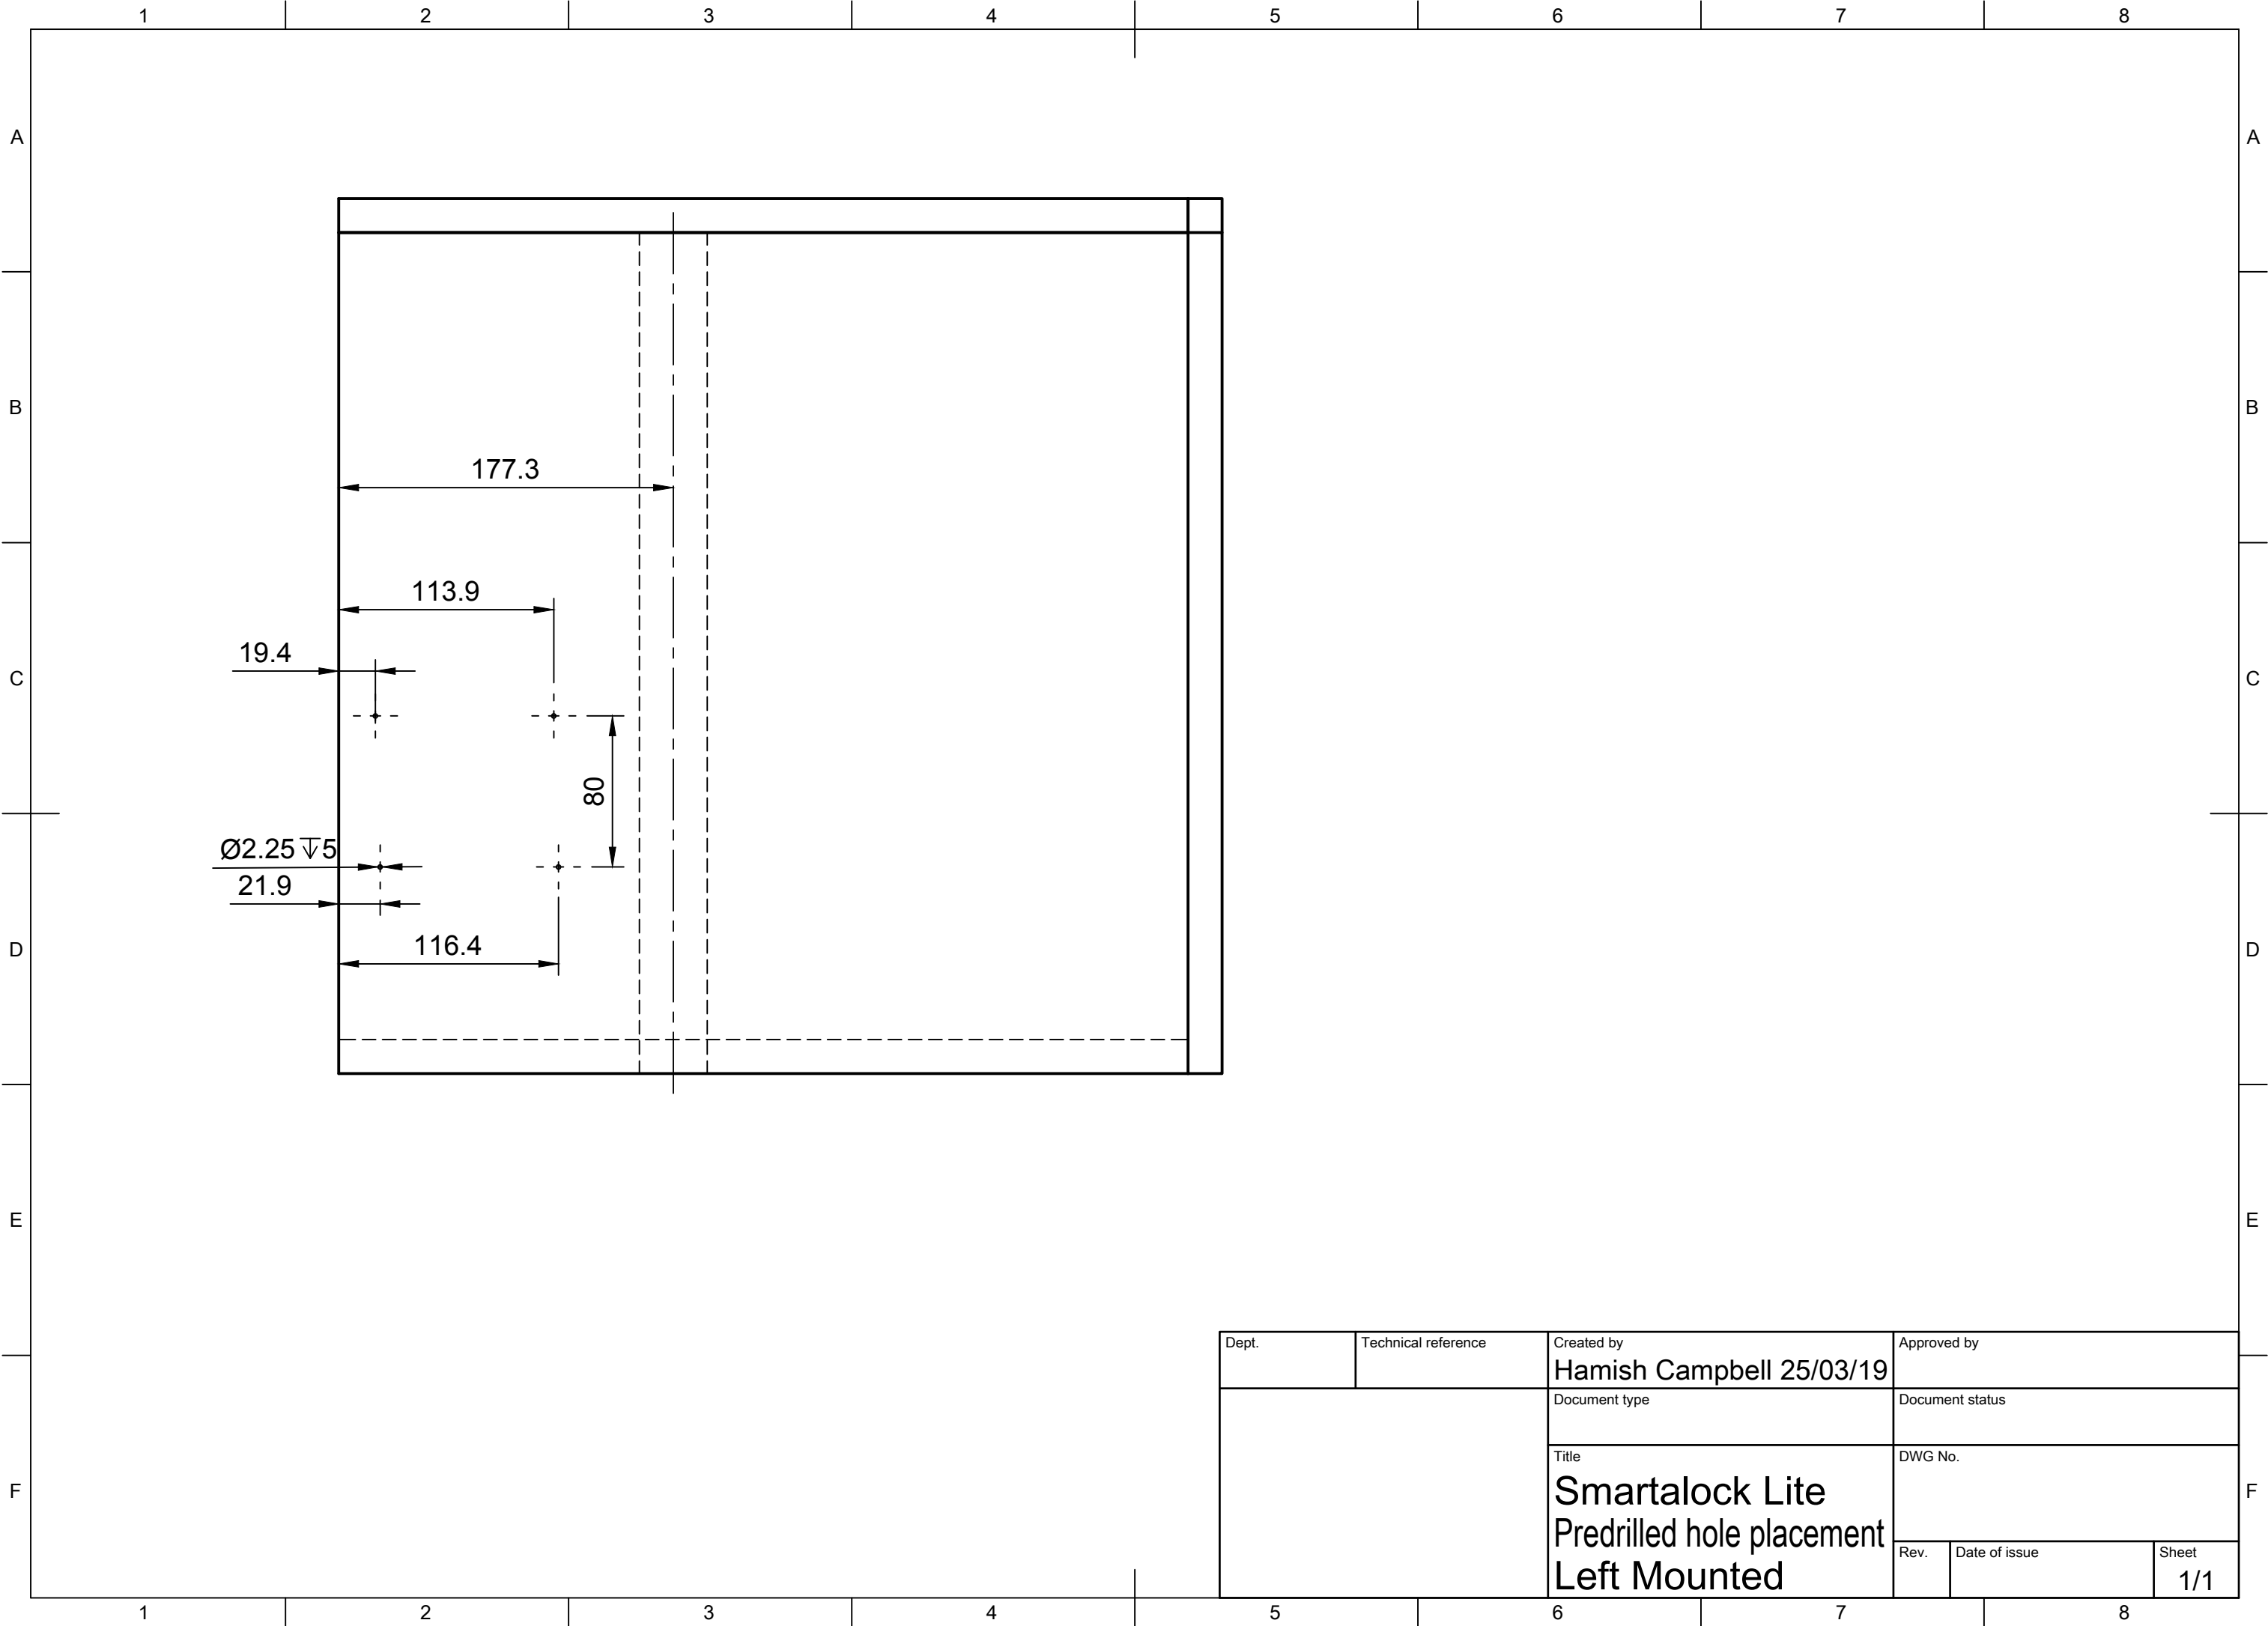 1 2 3 4 5 6 7 8
A A
B B
177.3
113.9
19.4
C C
80
Ø2.25↧5
21.9
116.4
D D
E E
Dept. Technical reference Created by Approved by
Hamish Campbell 25/03/19
Document type Document status
Title DWG No.
Smartalock Lite
F F
Predrilled hole placement
Rev. Date of issue Sheet
Left Mounted 1/1
1 2 3 4 5 6 7 8